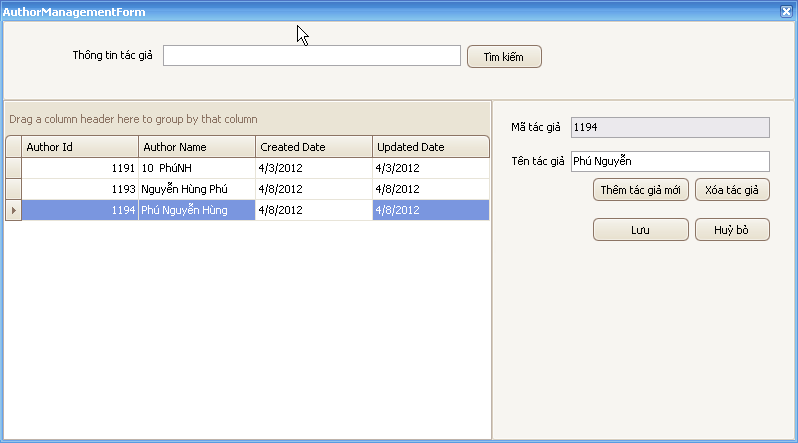 AuthorManagementForm
Thông tin tác giả
Tìm kiếm
Drag a column header here to group by that column
Author Id Author Name Created Date Updated Date
1191 10 PhúNH 4/3/2012 4/3/2012
1193 Nguyễn Hùng Phú 4/8/2012 4/8/2012
1194 Phú Nguyễn Hùng 4/8/2012 4/8/2012
Mã tác giả 1194
Tên tác giả Phú Nguyễn
Thêm tác giả mới Xóa tác giả
Lưu Huỷ bỏ